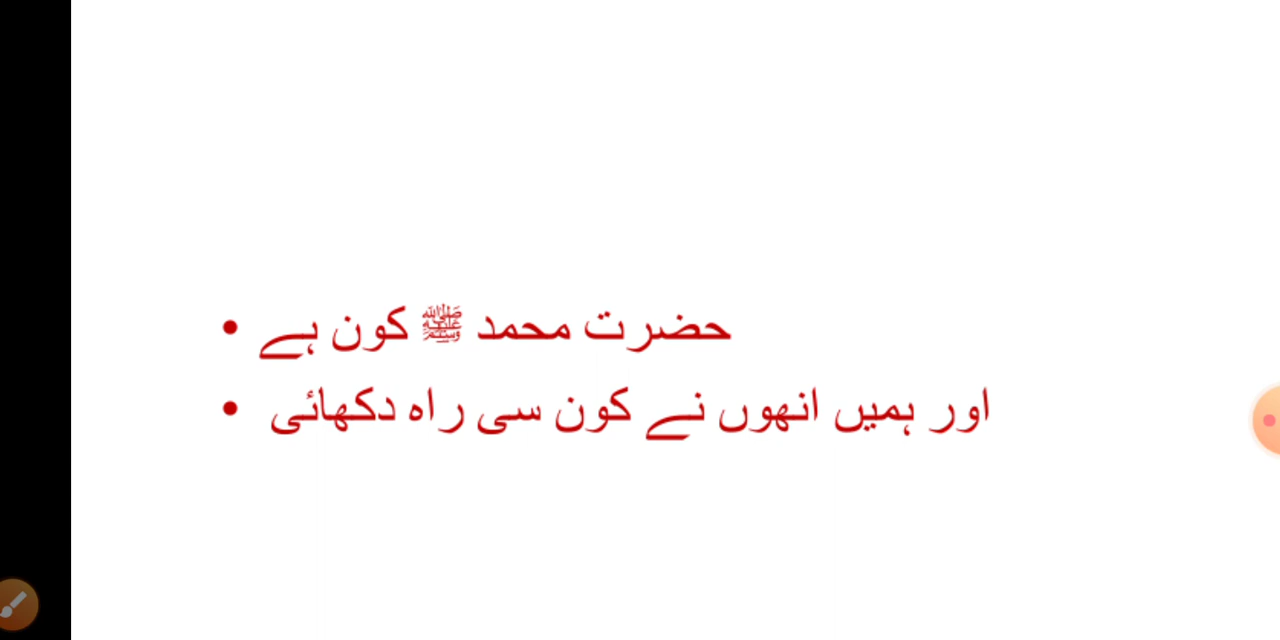 • حضرت محمد ﷺ کون ہے
• اور ہمیں انھوں نے کون سی راہ دکھائی